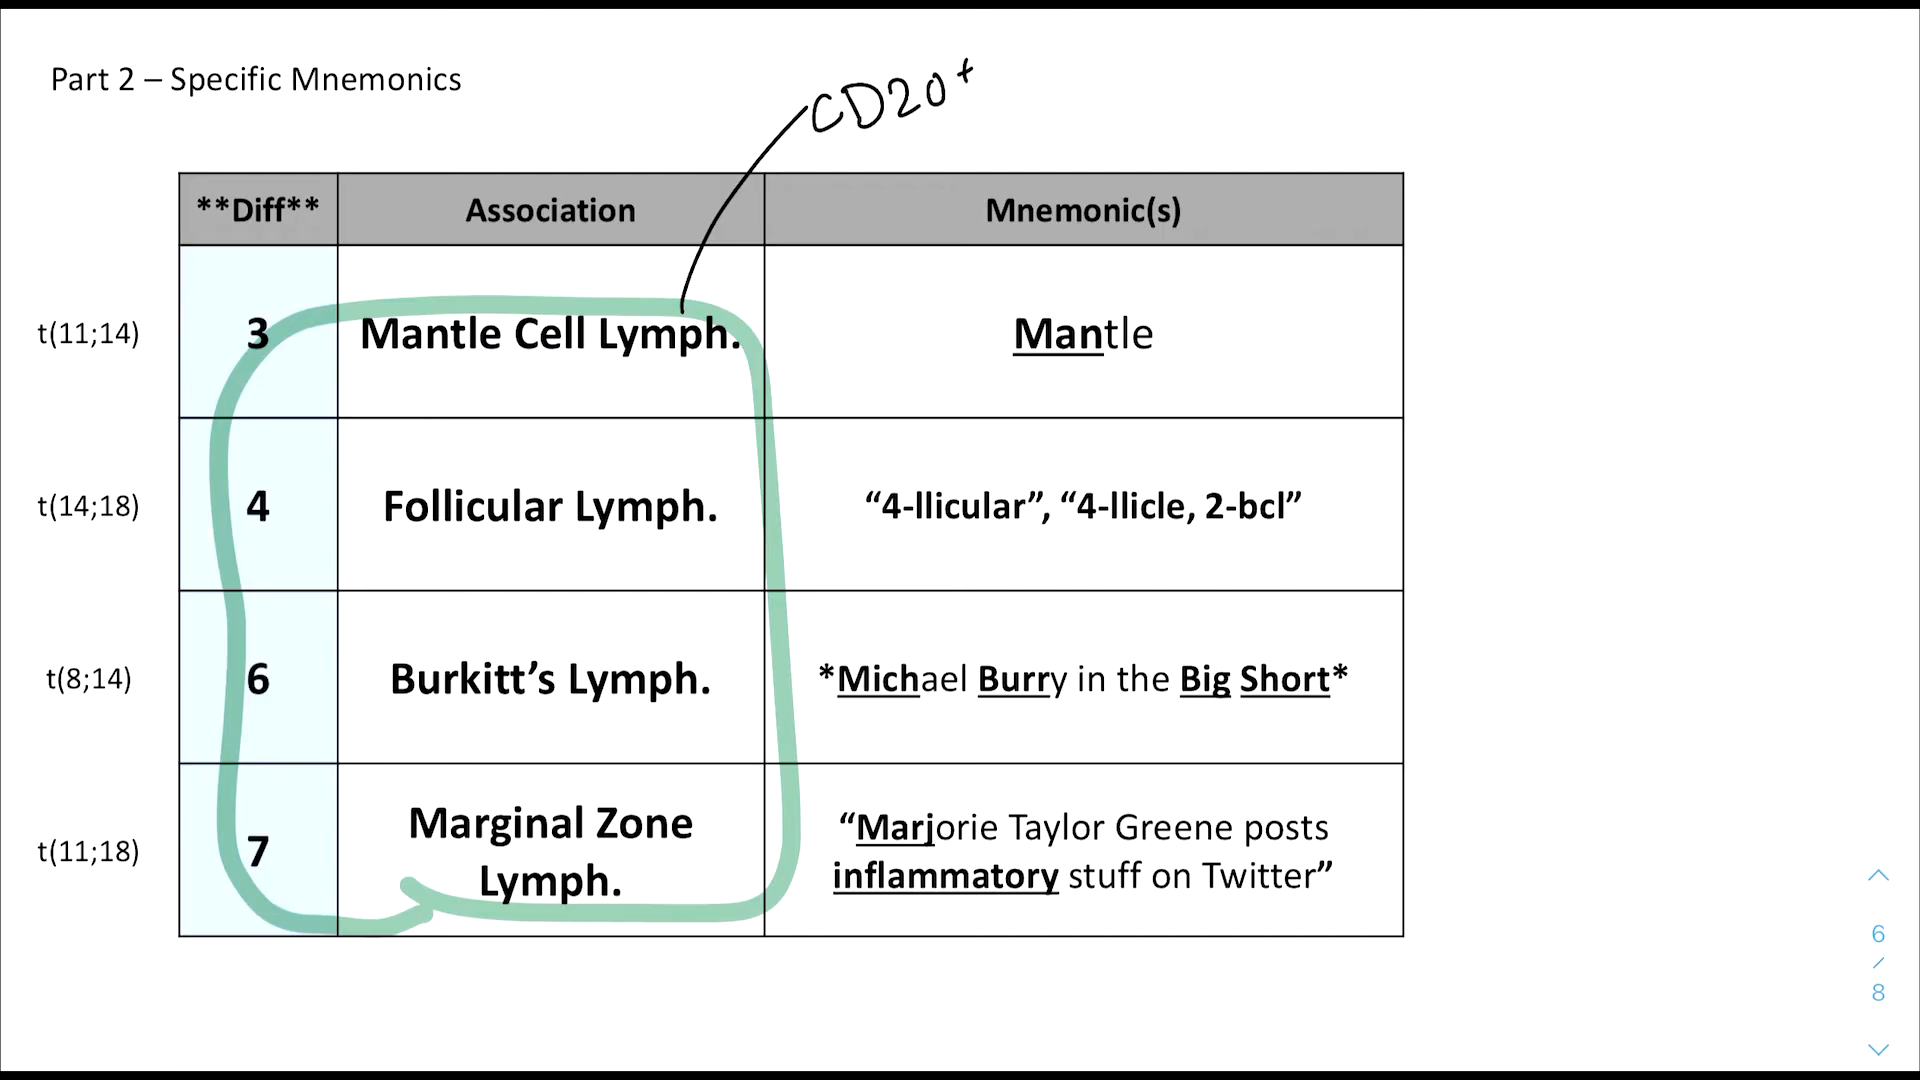 Part 2 – Specific Mnemonics
CD20+
**Diff** Association Mnemonic(s)
t(11;14) 3 Mantle Cell Lymph. Mantle
t(14;18) 4 Follicular Lymph. “4-llicular”, “4-llicle, 2-bcl”
t(8;14) 6 Burkitt’s Lymph. *Michael Burry in the Big Short*
t(11;18) 7 Marginal Zone
Lymph.
“Marjorie Taylor Greene posts
inflammatory stuff on Twitter”
6
/
8